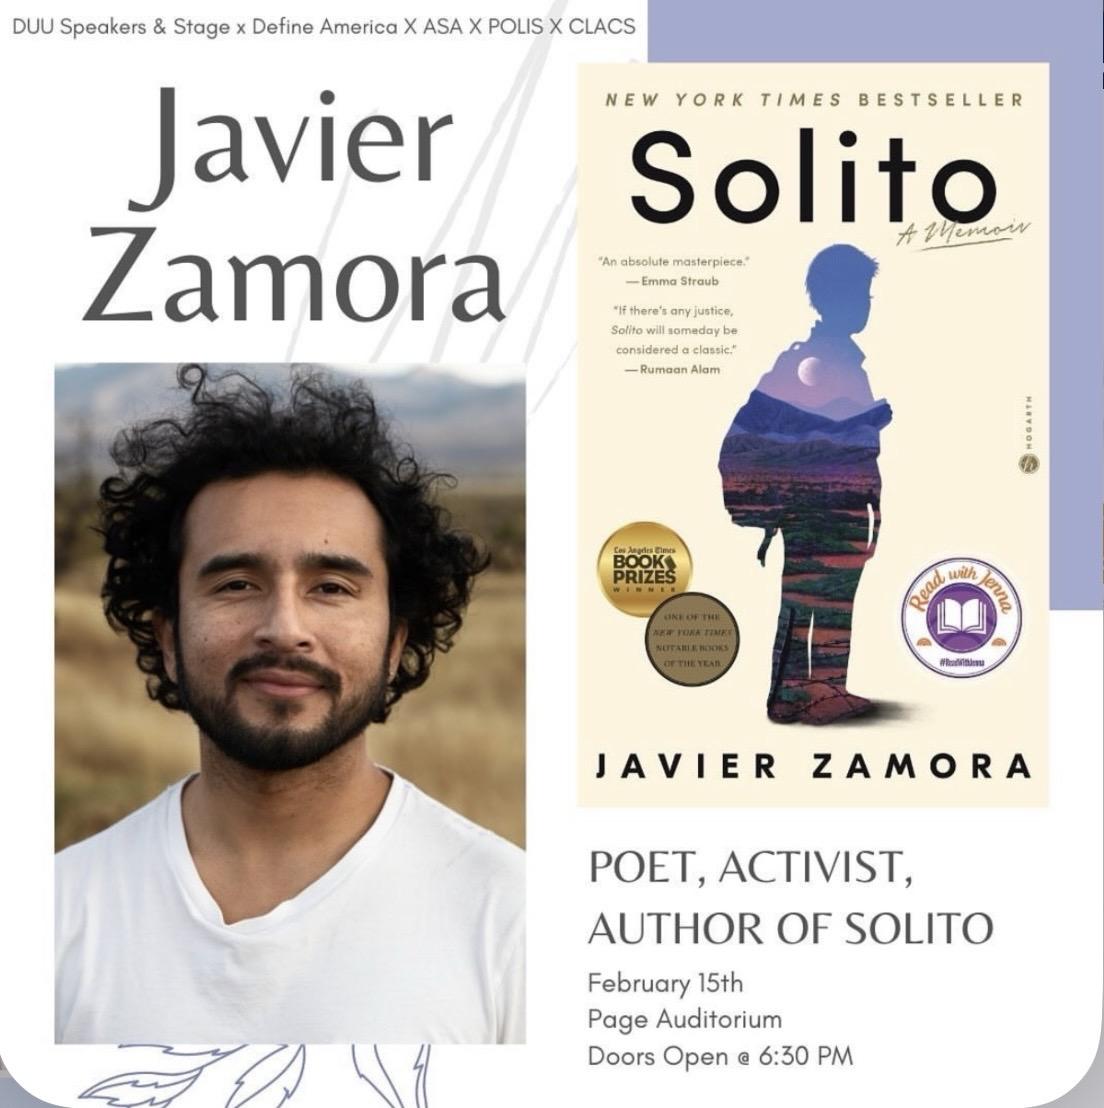 DUU Speakers & Stage x Define America X ASA X POLIS X CLACS
Javier
Zamora
NEW YORK TIMES BESTSELLER
Solito
A Memoir
"An absolute masterpiece."
— Emma Straub
"If there's any justice,
Solito will someday be
considered a classic."
— Rumaan Alam
HOGARTH
Los Angeles Times
BOOK
PRIZES
WINNER
ONE OF THE
NEW YORK TIMES
NOTABLE BOOKS
OF THE YEAR
Read with Jenna
#ReadWithJenna
JAVIER ZAMORA
POET, ACTIVIST,
AUTHOR OF SOLITO
February 15th
Page Auditorium
Doors Open @ 6:30 PM